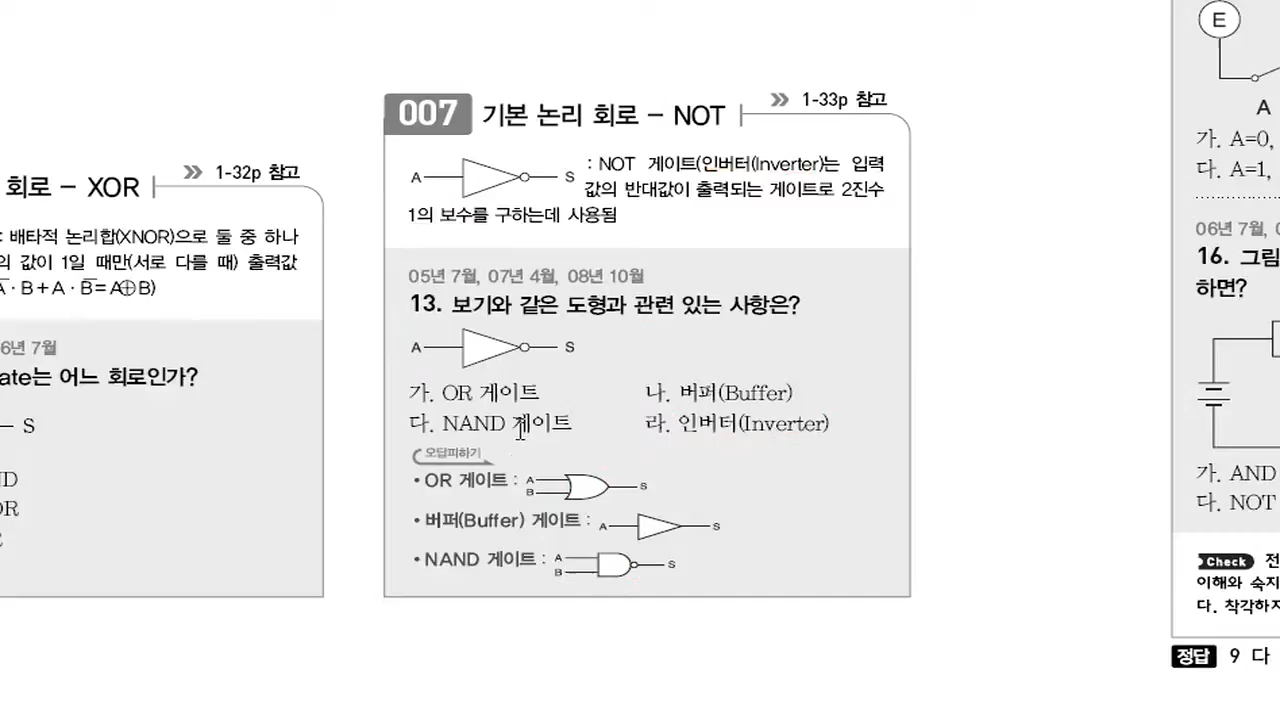 회로 – XOR
1-32p 참고
: 배타적 논리합(XNOR)으로 둘 중 하나
의 값이 1일 때만(서로 다를 때) 출력값
A̅ · B + A · B̅ = A⊕B)
6년 7월
ate는 어느 회로인가?
S
ND
OR
007 기본 논리 회로 – NOT
1-33p 참고
A S : NOT 게이트(인버터(Inverter)는 입력
값의 반대값이 출력되는 게이트로 2진수
1의 보수를 구하는데 사용됨
05년 7월, 07년 4월, 08년 10월
13. 보기와 같은 도형과 관련 있는 사항은?
A S
가. OR 게이트 나. 버퍼(Buffer)
다. NAND 게이트 라. 인버터(Inverter)
오답피하기
• OR 게이트 : A B S
• 버퍼(Buffer) 게이트 : A S
• NAND 게이트 : A B S
E
A
가. A=0,
다. A=1,
06년 7월,
16. 그림
하면?
가. AND
다. NOT
Check 전
이해와 숙지
다. 착각하지
정답 9 다